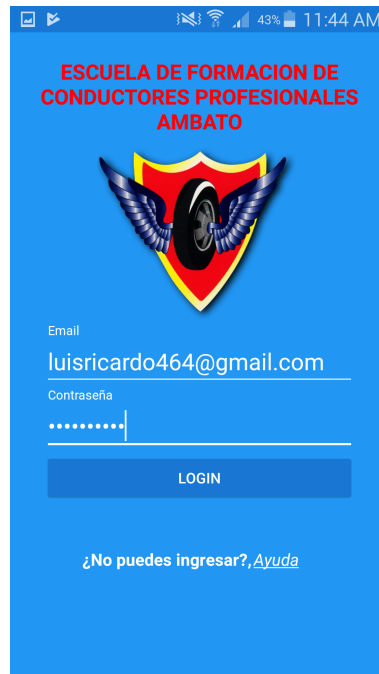 43% 11:44 AM
ESCUELA DE FORMACION DE
CONDUCTORES PROFESIONALES
AMBATO
Email
luisricardo464@gmail.com
Contraseña
••••••••••
LOGIN
¿No puedes ingresar?, Ayuda